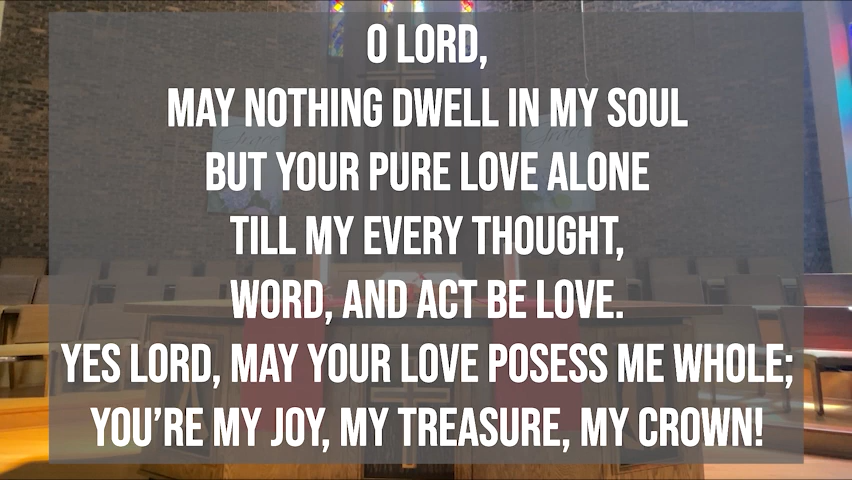 O LORD,
MAY NOTHING DWELL IN MY SOUL
BUT YOUR PURE LOVE ALONE
TILL MY EVERY THOUGHT,
WORD, AND ACT BE LOVE.
YES LORD, MAY YOUR LOVE POSESS ME WHOLE;
YOU’RE MY JOY, MY TREASURE, MY CROWN!